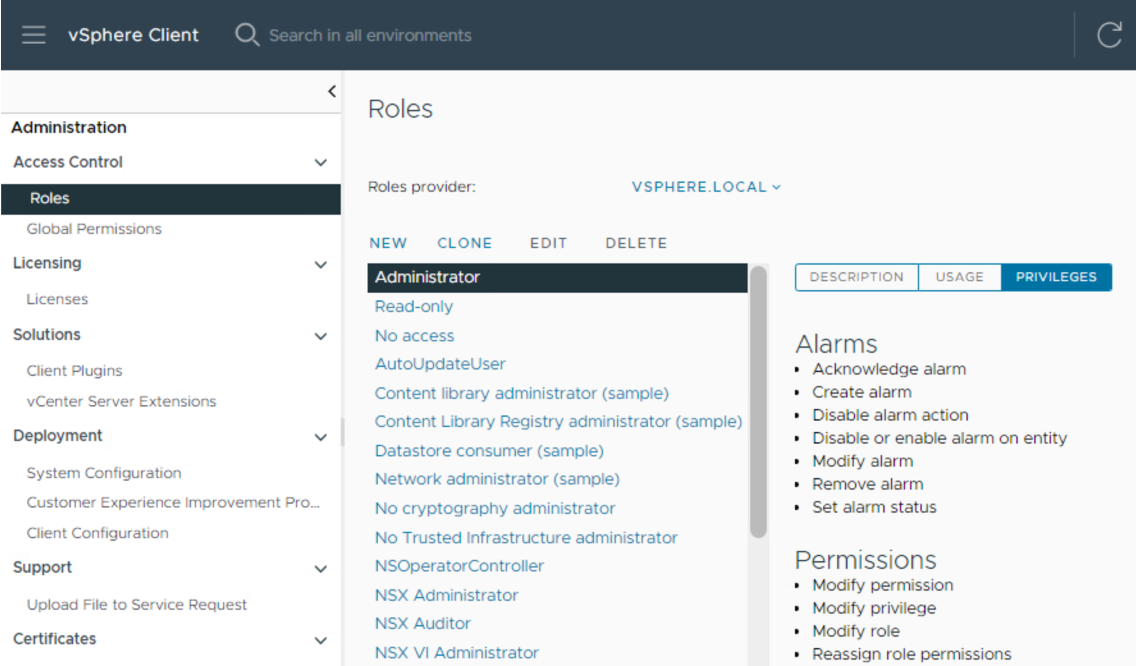 vSphere Client
Search in all environments
Administration
Access Control
Roles
Global Permissions
Licensing
Licenses
Solutions
Client Plugins
vCenter Server Extensions
Deployment
System Configuration
Customer Experience Improvement Pro...
Client Configuration
Support
Upload File to Service Request
Certificates
Roles
Roles provider:
VSPHERE.LOCAL
NEW CLONE EDIT DELETE
Administrator
Read-only
No access
AutoUpdateUser
Content library administrator (sample)
Content Library Registry administrator (sample)
Datastore consumer (sample)
Network administrator (sample)
No cryptography administrator
No Trusted Infrastructure administrator
NSOperatorController
NSX Administrator
NSX Auditor
NSX VI Administrator
DESCRIPTION USAGE PRIVILEGES
Alarms
• Acknowledge alarm
• Create alarm
• Disable alarm action
• Disable or enable alarm on entity
• Modify alarm
• Remove alarm
• Set alarm status
Permissions
• Modify permission
• Modify privilege
• Modify role
• Reassign role permissions